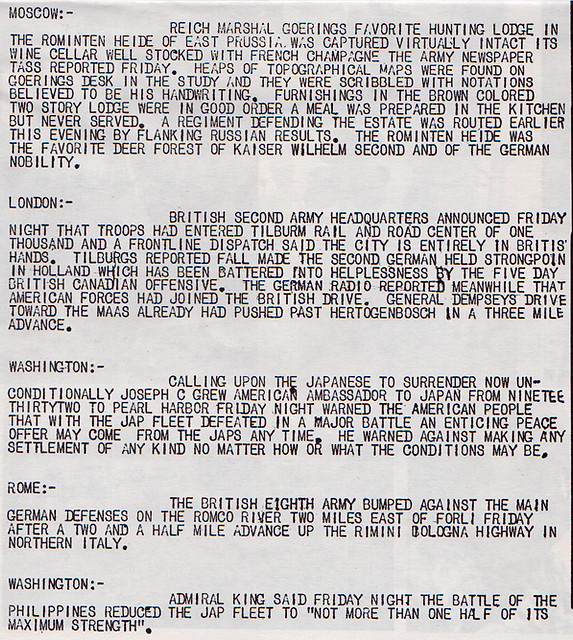 MOSCOW:-
REICH MARSHAL GOERINGS FAVORITE HUNTING LODGE IN
THE ROMINTEN HEIDE OF EAST PRUSSIA WAS CAPTURED VIRTUALLY INTACT ITS
WINE CELLAR WELL STOCKED WITH FRENCH CHAMPAGNE THE ARMY NEWSPAPER
TASS REPORTED FRIDAY. HEAPS OF TOPOGRAPHICAL MAPS WERE FOUND ON
GOERINGS DESK IN THE STUDY AND THEY WERE SCRIBBLED WITH NOTATIONS
BELIEVED TO BE HIS HANDWRITING. FURNISHINGS IN THE BROWN COLORED
TWO STORY LODGE WERE IN GOOD ORDER A MEAL WAS PREPARED IN THE KITCHEN
BUT NEVER SERVED. A REGIMENT DEFENDING THE ESTATE WAS ROUTED EARLIER
THIS EVENING BY FLANKING RUSSIAN RESULTS. THE ROMINTEN HEIDE WAS
THE FAVORITE DEER FOREST OF KAISER WILHELM SECOND AND OF THE GERMAN
NOBILITY.
LONDON:-
BRITISH SECOND ARMY HEADQUARTERS ANNOUNCED FRIDAY
NIGHT THAT TROOPS HAD ENTERED TILBURM RAIL AND ROAD CENTER OF ONE
THOUSAND AND A FRONTLINE DISPATCH SAID THE CITY IS ENTIRELY IN BRITIS
HANDS. TILBURGS REPORTED FALL MADE THE SECOND GERMAN HELD STRONGPOIN
IN HOLLAND WHICH HAS BEEN BATTERED INTO HELPLESSNESS BY THE FIVE DAY
BRITISH CANADIAN OFFENSIVE. THE GERMAN RADIO REPORTED MEANWHILE THAT
AMERICAN FORCES HAD JOINED THE BRITISH DRIVE. GENERAL DEMPSEYS DRIVE
TOWARD THE MAAS ALREADY HAD PUSHED PAST HERTOGENBOSCH IN A THREE MILE
ADVANCE.
WASHINGTON:-
CALLING UPON THE JAPANESE TO SURRENDER NOW UN-
CONDITIONALLY JOSEPH C GREW AMERICAN AMBASSADOR TO JAPAN FROM NINETEE
THIRTYTWO TO PEARL HARBOR FRIDAY NIGHT WARNED THE AMERICAN PEOPLE
THAT WITH THE JAP FLEET DEFEATED IN A MAJOR BATTLE AN ENTICING PEACE
OFFER MAY COME FROM THE JAPS ANY TIME. HE WARNED AGAINST MAKING ANY
SETTLEMENT OF ANY KIND NO MATTER HOW OR WHAT THE CONDITIONS MAY BE.
ROME:-
THE BRITISH EIGHTH ARMY BUMPED AGAINST THE MAIN
GERMAN DEFENSES ON THE ROMCO RIVER TWO MILES EAST OF FORLI FRIDAY
AFTER A TWO AND A HALF MILE ADVANCE UP THE RIMINI BOLOGNA HIGHWAY IN
NORTHERN ITALY.
WASHINGTON:-
ADMIRAL KING SAID FRIDAY NIGHT THE BATTLE OF THE
PHILIPPINES REDUCED THE JAP FLEET TO "NOT MORE THAN ONE HALF OF ITS
MAXIMUM STRENGTH".